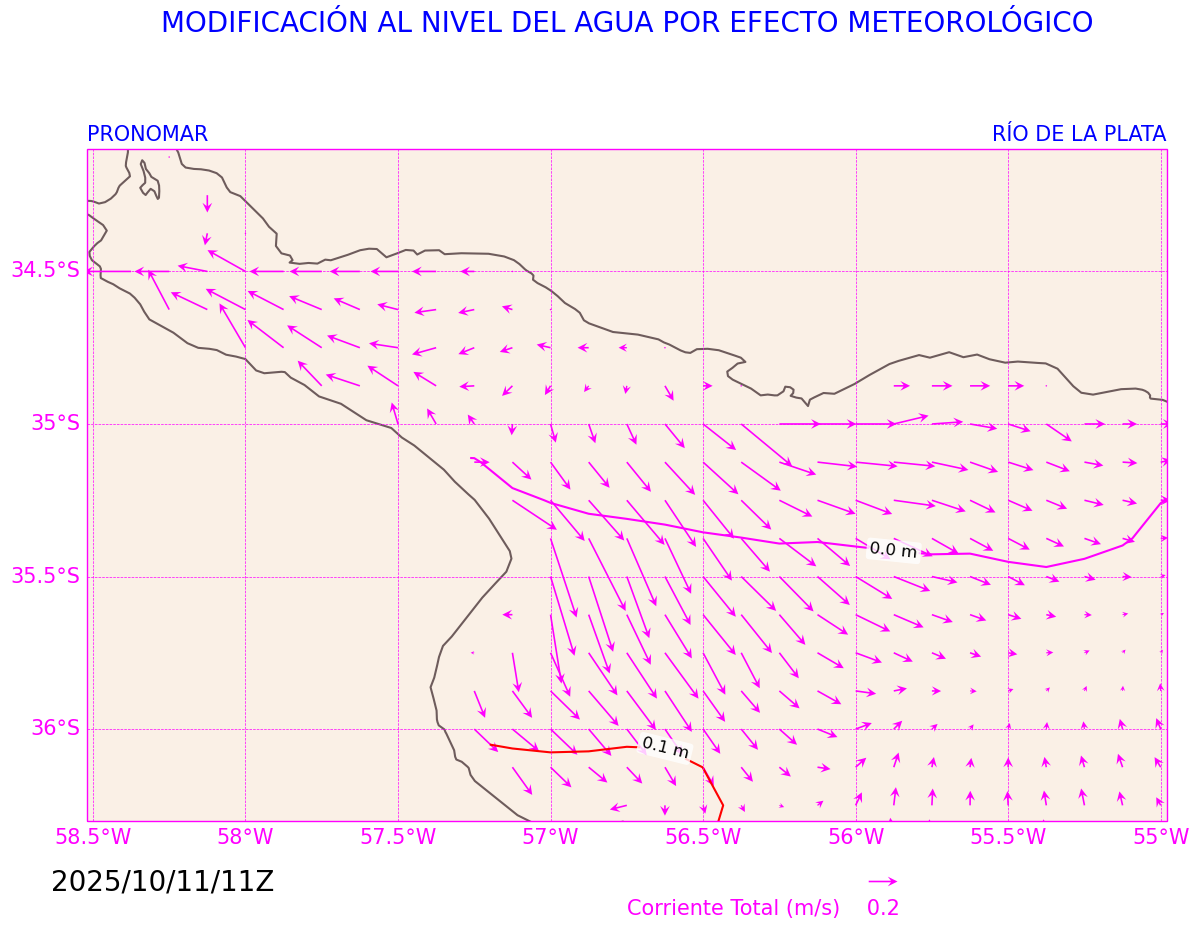 MODIFICACIÓN AL NIVEL DEL AGUA POR EFECTO METEOROLÓGICO
PRONOMAR
RÍO DE LA PLATA
34.5°S
35°S
35.5°S
36°S
0.0 m
0.1 m
58.5°W
58°W
57.5°W
57°W
56.5°W
56°W
55.5°W
55°W
2025/10/11/11Z
Corriente Total (m/s)
0.2